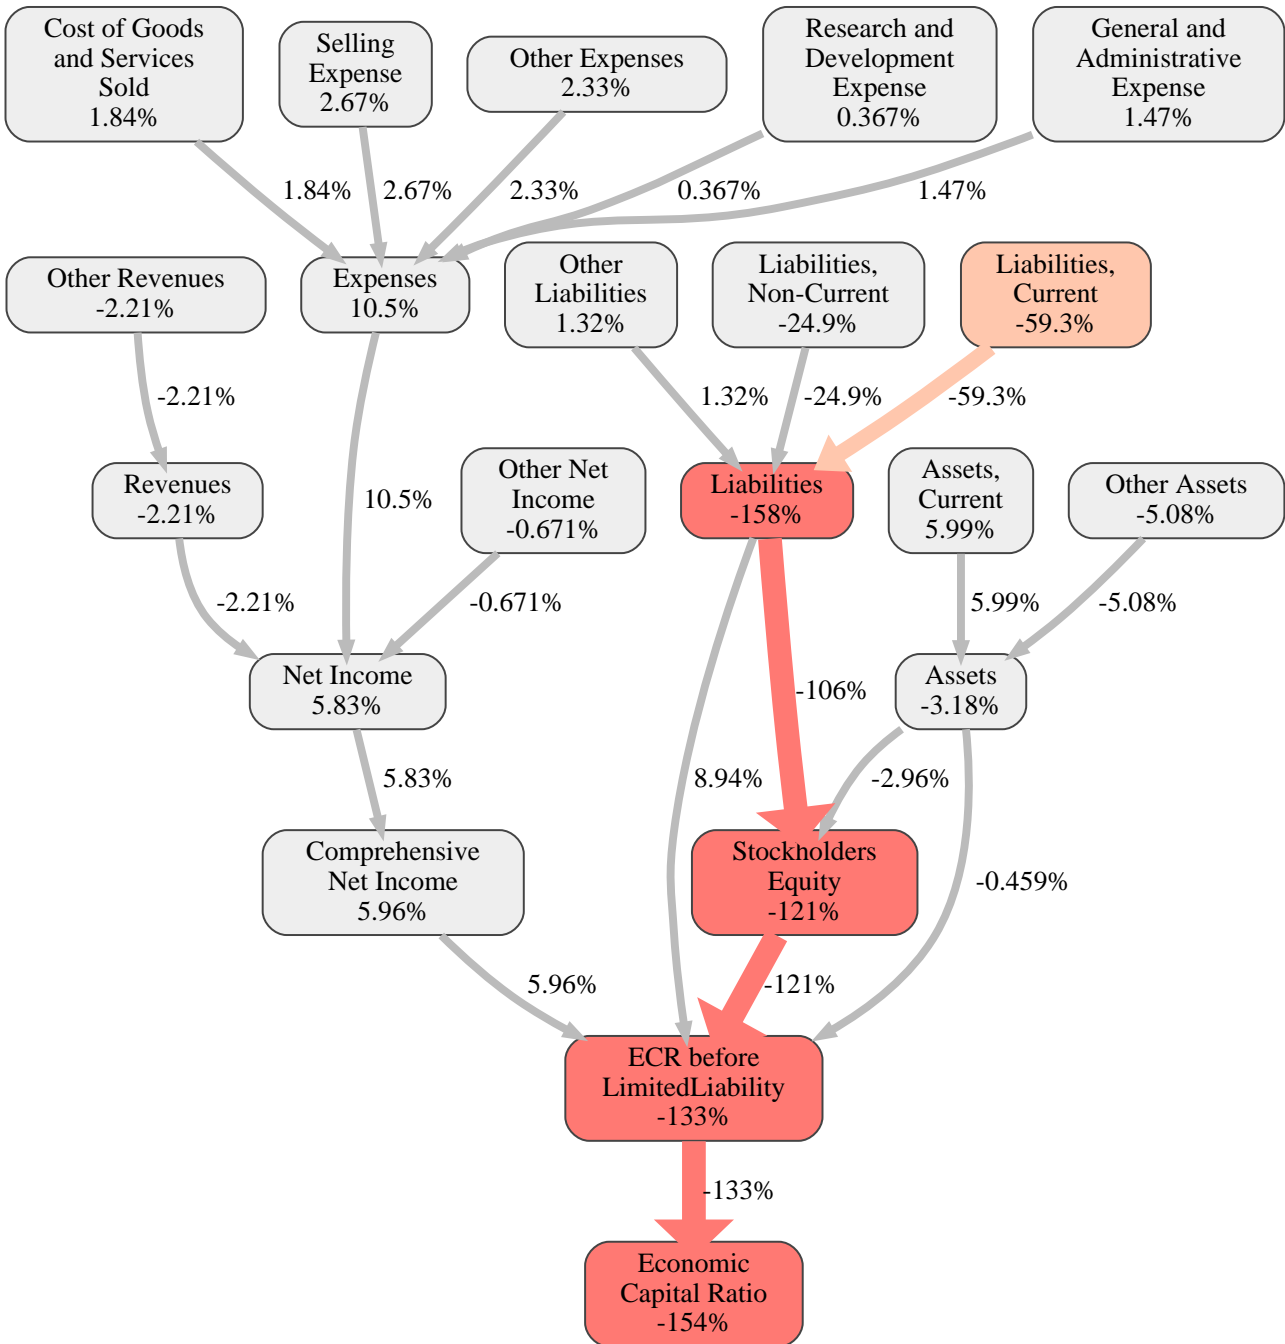 Cost of Goods
and Services
Sold
1.84%
Selling
Expense
2.67%
Other Expenses
2.33%
Research and
Development
Expense
0.367%
General and
Administrative
Expense
1.47%
1.84%
2.67%
2.33%
0.367%
1.47%
Other Revenues
-2.21%
Expenses
10.5%
Other
Liabilities
1.32%
Liabilities,
Non-Current
-24.9%
Liabilities,
Current
-59.3%
-2.21%
1.32%
-24.9%
-59.3%
Revenues
-2.21%
10.5%
Other Net
Income
-0.671%
Liabilities
-158%
Assets,
Current
5.99%
Other Assets
-5.08%
-2.21%
-0.671%
5.99%
-5.08%
Net Income
5.83%
-106%
Assets
-3.18%
5.83%
8.94%
-2.96%
Comprehensive
Net Income
5.96%
Stockholders
Equity
-121%
-0.459%
5.96%
-121%
ECR before
LimitedLiability
-133%
-133%
Economic
Capital Ratio
-154%